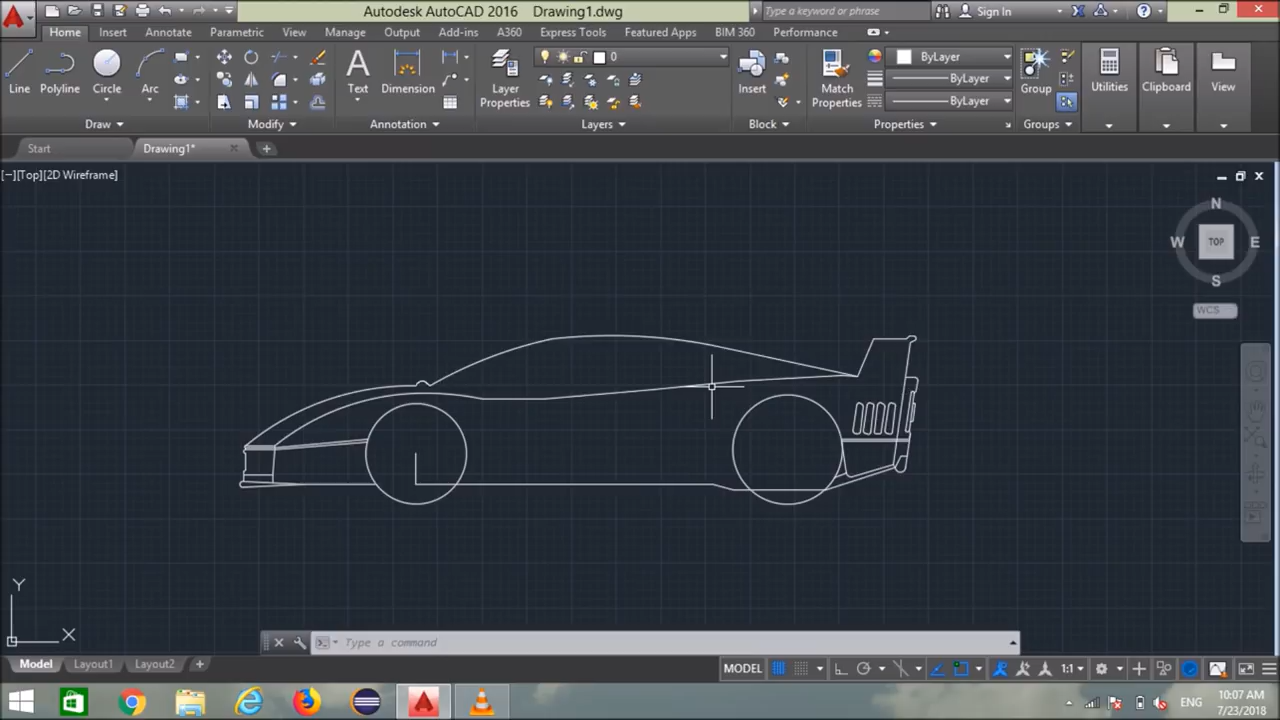 Autodesk AutoCAD 2016 Drawing1.dwg
Type a keyword or phrase
Sign In
Home Insert Annotate Parametric View Manage Output Add-ins A360 Express Tools Featured Apps BIM 360 Performance
0
ByLayer
ByLayer
ByLayer
Line Polyline Circle Arc
Text Dimension
Layer Properties
Insert
Match Properties
Group
Utilities
Clipboard
View
Draw Modify Annotation Layers Block Properties Groups
Start Drawing1*
[−][Top][2D Wireframe]
N
W TOP E
S
WCS
Y
X
Type a command
Model Layout1 Layout2
MODEL 1:1
ENG
10:07 AM
7/23/2018